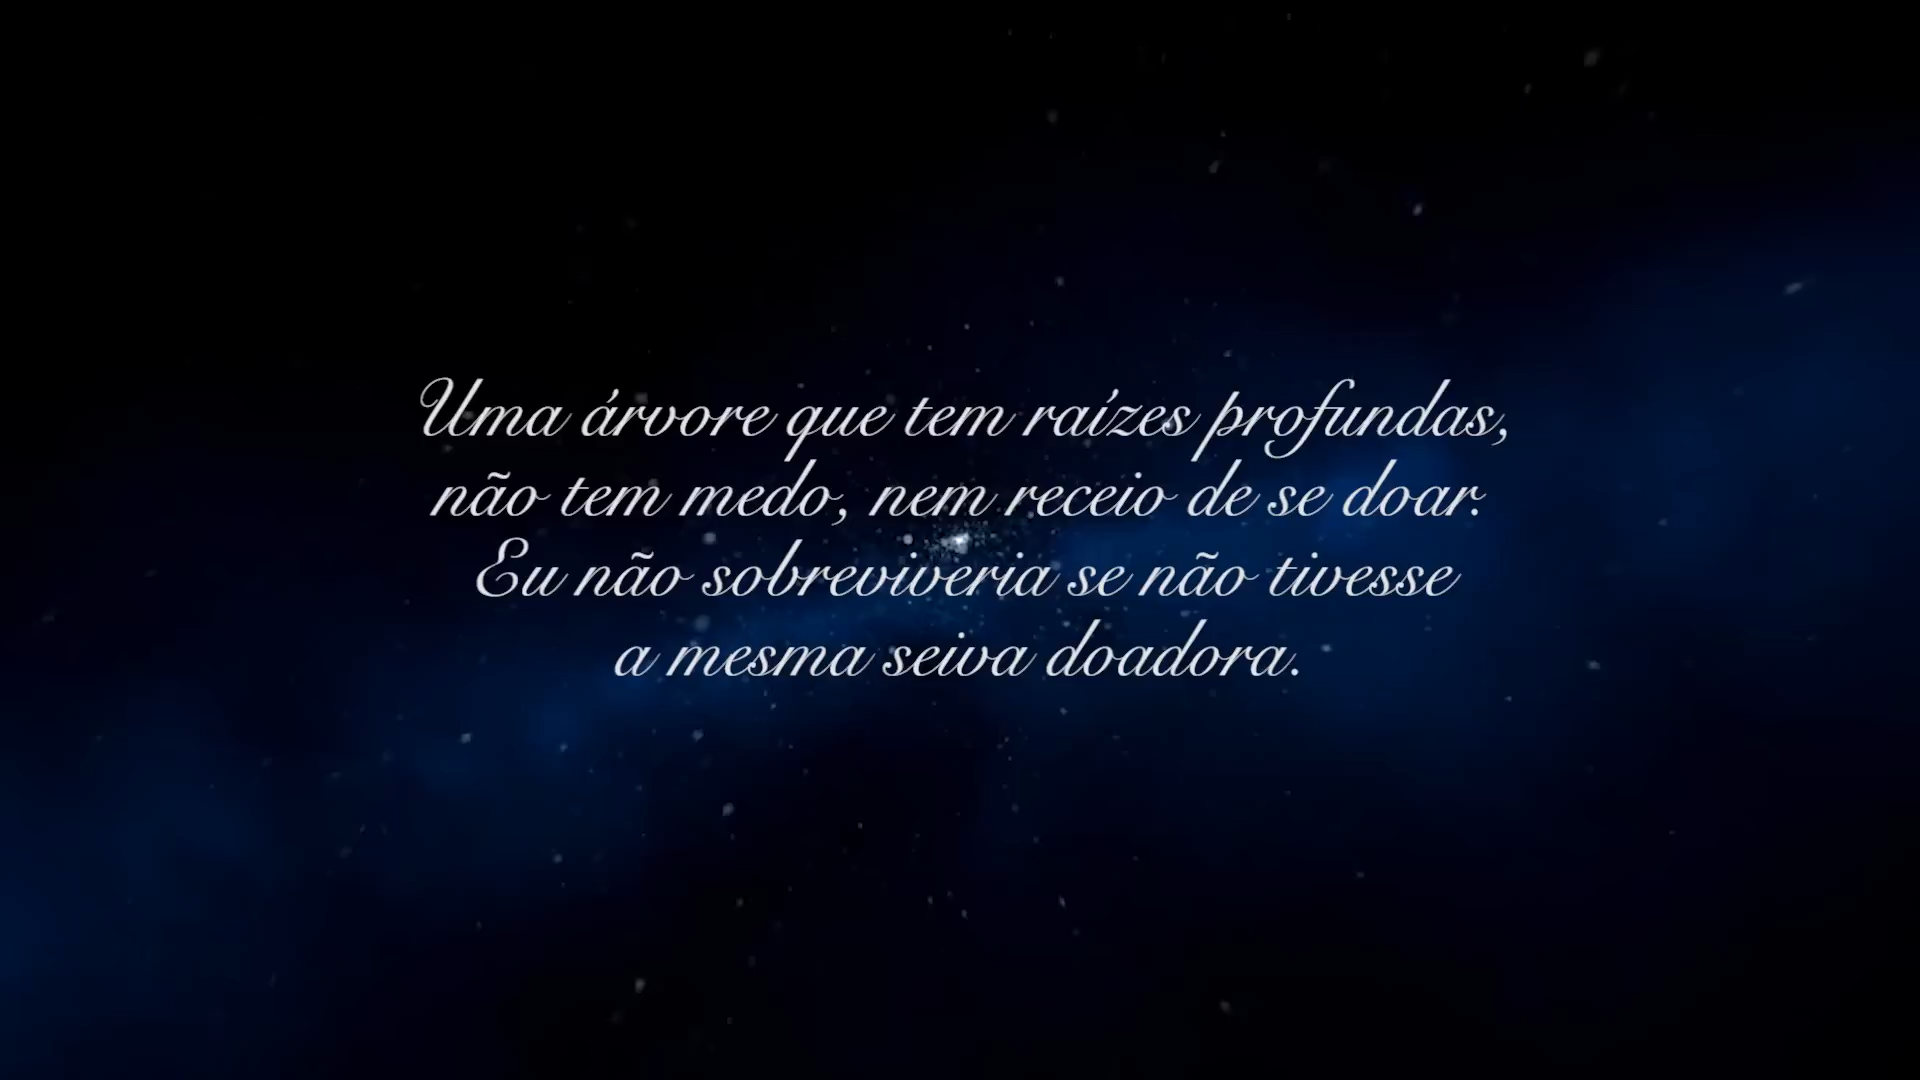 Uma árvore que tem raízes profundas,
não tem medo, nem receio de se doar.
Eu não sobreviveria se não tivesse
a mesma seiva doadora.